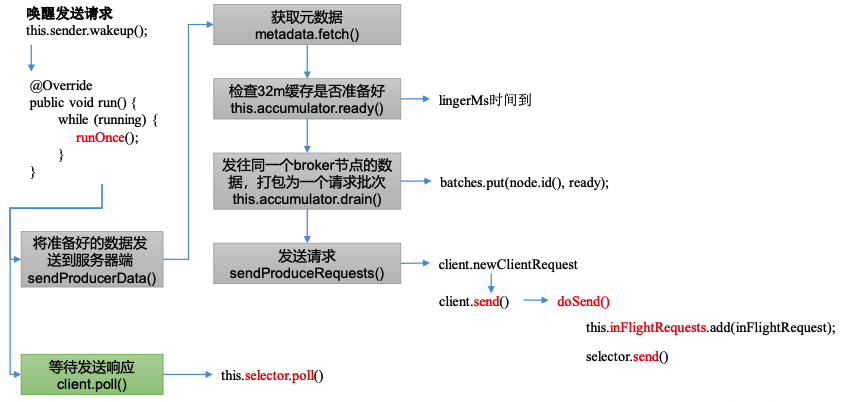 唤醒发送请求
this.sender.wakeup();
@Override
public void run() {
while (running) {
runOnce();
}
}
将准备好的数据发
送到服务器端
sendProducerData()
等待发送响应
client.poll()
this.selector.poll()
获取元数据
metadata.fetch()
检查32m缓存是否准备好
this.accumulator.ready()
lingerMs时间到
发往同一个broker节点的数
据，打包为一个请求批次
this.accumulator.drain()
batches.put(node.id(), ready);
发送请求
sendProduceRequests()
client.newClientRequest
client.send()
doSend()
this.inFlightRequests.add(inFlightRequest);
selector.send()